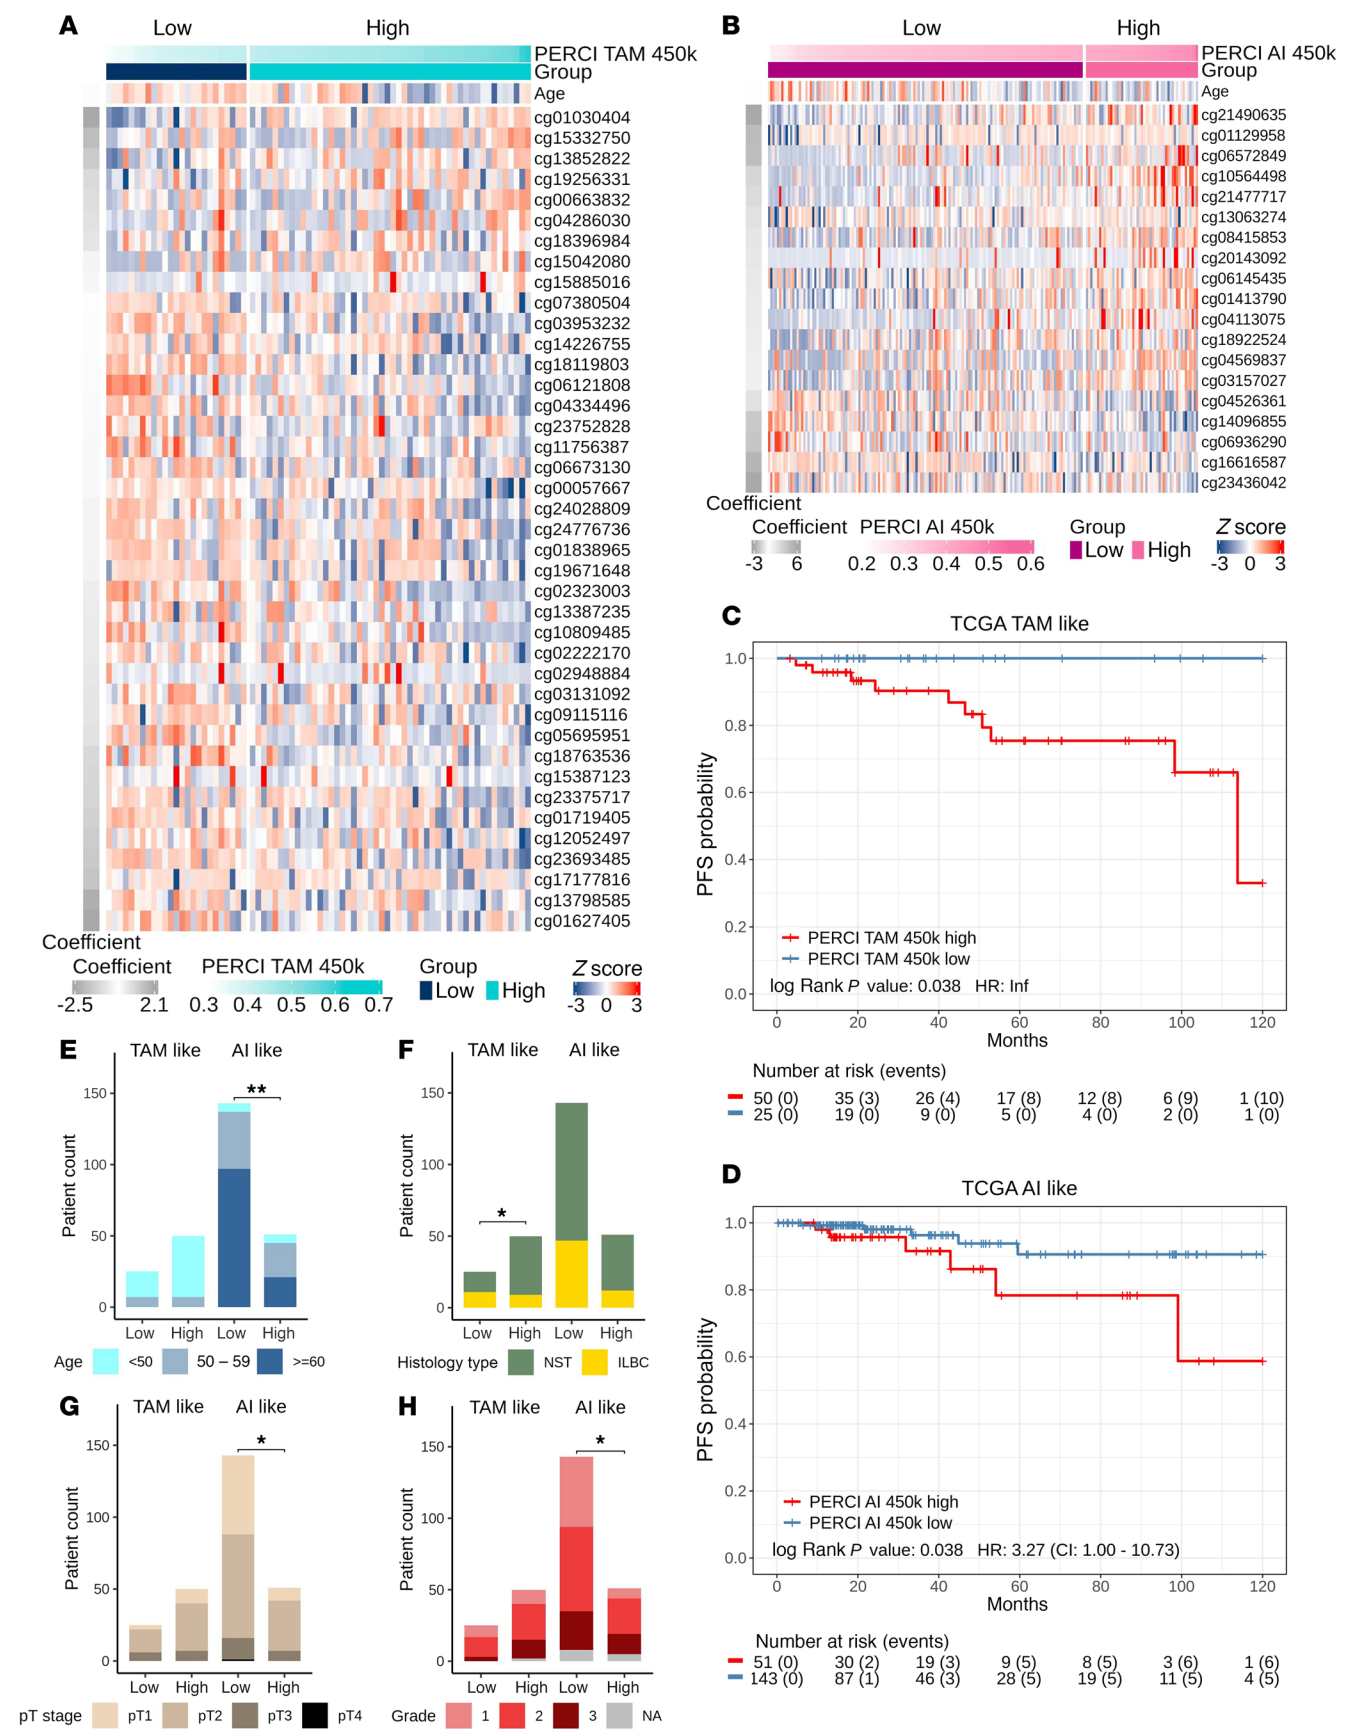 A
Low
High
PERCI TAM 450k
Group
Age
cg01030404
cg15332750
cg13852822
cg19256331
cg00663832
cg04286030
cg18396984
cg15042080
cg15885016
cg07380504
cg03953232
cg14226755
cg18119803
cg06121808
cg04334496
cg23752828
cg11756387
cg06673130
cg00057667
cg24028809
cg24776736
cg01838965
cg19671648
cg02323003
cg13387235
cg10809485
cg02222170
cg02948884
cg03131092
cg09115116
cg05695951
cg18763536
cg15387123
cg23375717
cg01719405
cg12052497
cg23693485
cg17177816
cg13798585
cg01627405
Coefficient
Coefficient PERCI TAM 450k Group Z score
Low High
-2.5 2.1 0.3 0.4 0.5 0.6 0.7 -3 0 3
B
Low
High
PERCI AI 450k
Group
Age
cg21490635
cg01129958
cg06572849
cg10564498
cg21477717
cg13063274
cg08415853
cg20143092
cg06145435
cg01413790
cg04113075
cg18922524
cg04569837
cg03157027
cg04526361
cg14096855
cg06936290
cg16616587
cg23436042
Coefficient
Coefficient PERCI AI 450k Group Z score
Low High
-3 6 0.2 0.3 0.4 0.5 0.6 -3 0 3
C
TCGA TAM like
PFS probability
1.0
0.8
0.6
0.4
0.2
0.0
PERCI TAM 450k high
PERCI TAM 450k low
log Rank P value: 0.038 HR: Inf
0 20 40 60 80 100 120
Months
Number at risk (events)
50 (0) 35 (3) 26 (4) 17 (8) 12 (8) 6 (9) 1 (10)
25 (0) 19 (0) 9 (0) 5 (0) 4 (0) 2 (0) 1 (0)
D
TCGA AI like
PFS probability
1.0
0.8
0.6
0.4
0.2
0.0
PERCI AI 450k high
PERCI AI 450k low
log Rank P value: 0.038 HR: 3.27 (CI: 1.00 - 10.73)
0 20 40 60 80 100 120
Months
Number at risk (events)
51 (0) 30 (2) 19 (3) 9 (5) 8 (5) 3 (6) 1 (6)
143 (0) 87 (1) 46 (3) 28 (5) 19 (5) 11 (5) 4 (5)
E
TAM like AI like
**
Patient count
150
100
50
0
Low High Low High
Age <50 50 – 59 >=60
F
TAM like AI like
*
Patient count
150
100
50
0
Low High Low High
Histology type NST ILBC
G
TAM like AI like
*
Patient count
150
100
50
0
Low High Low High
pT stage pT1 pT2 pT3 pT4
H
TAM like AI like
*
Patient count
150
100
50
0
Low High Low High
Grade 1 2 3 NA